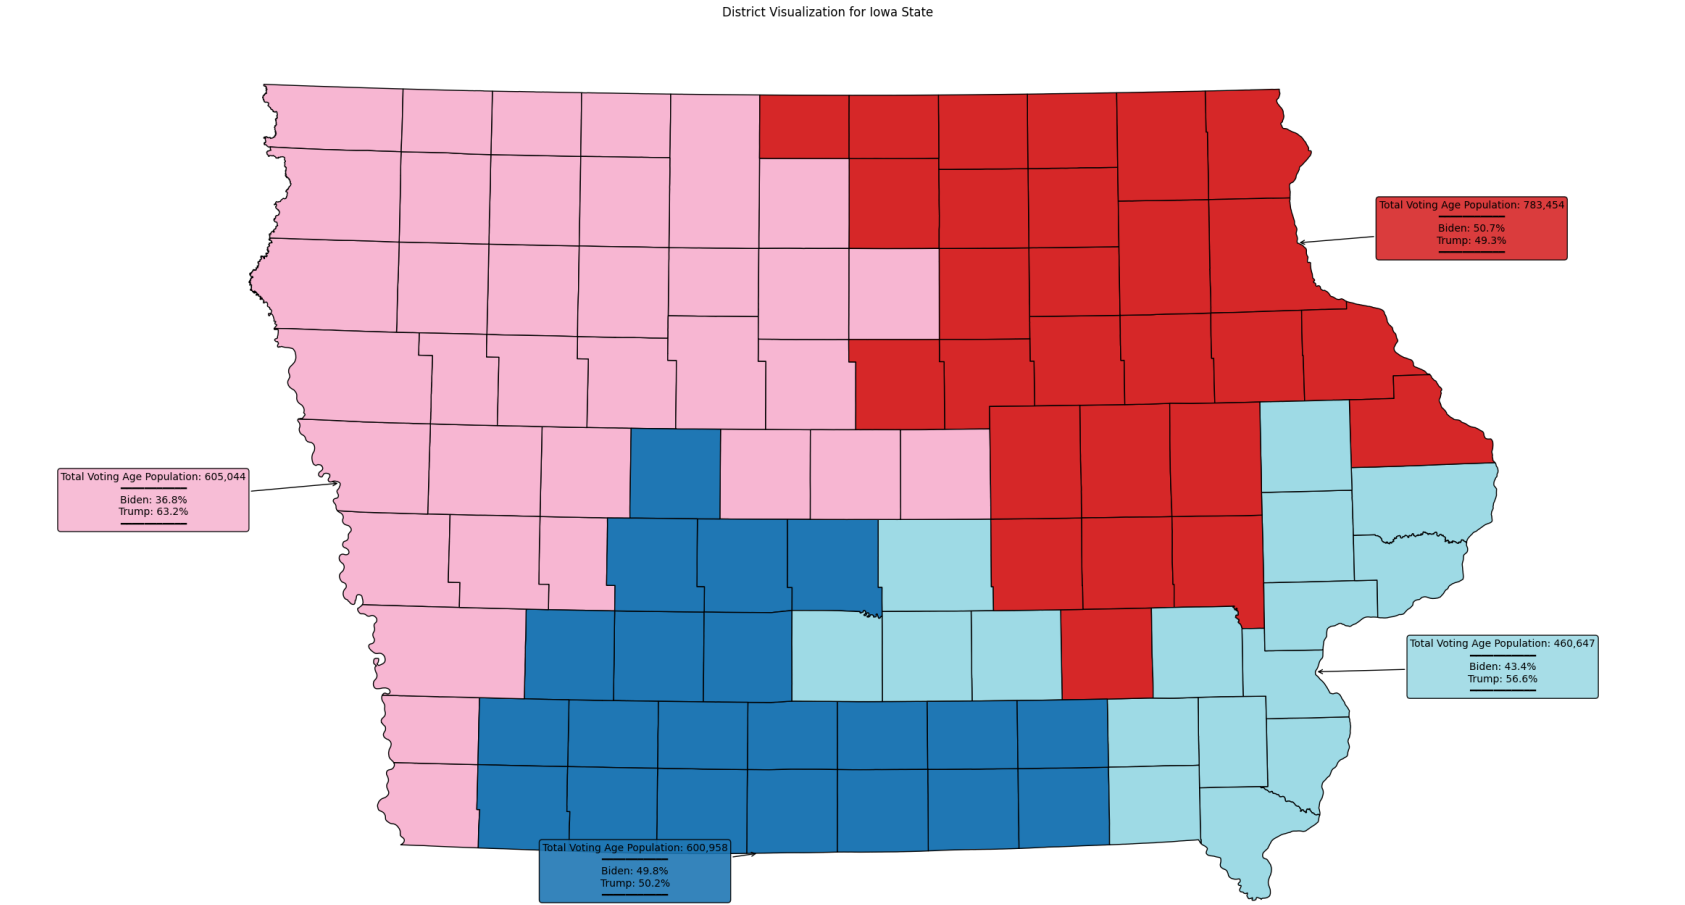 District Visualization for Iowa State
Total Voting Age Population: 783,454
Biden: 50.7%
Trump: 49.3%
Total Voting Age Population: 605,044
Biden: 36.8%
Trump: 63.2%
Total Voting Age Population: 460,647
Biden: 43.4%
Trump: 56.6%
Total Voting Age Population: 600,958
Biden: 49.8%
Trump: 50.2%